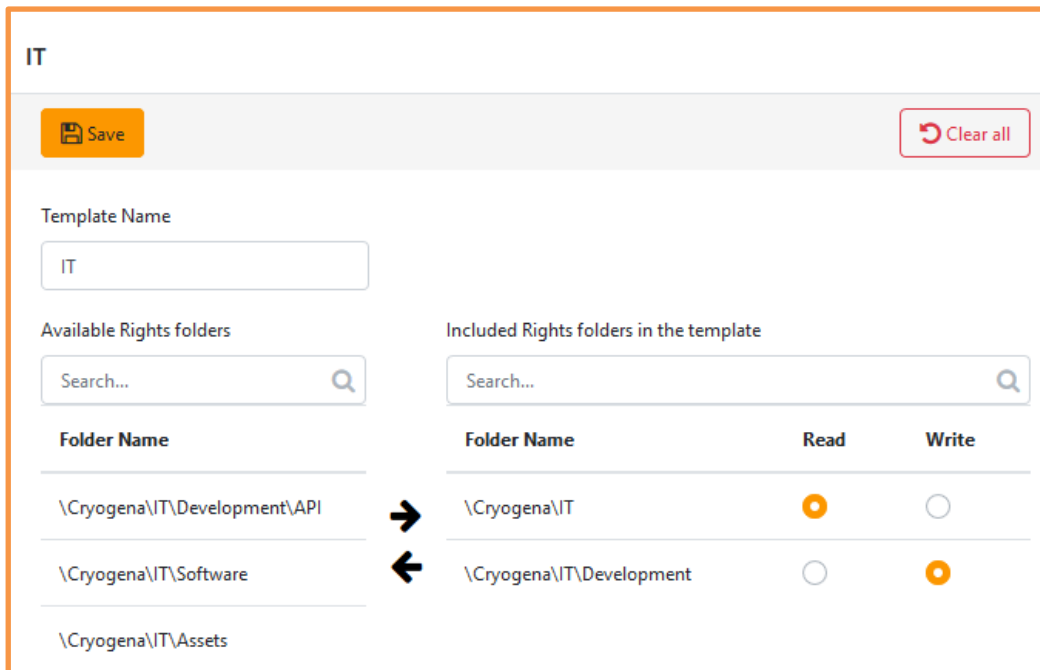 IT
Save
Clear all
Template Name
IT
Available Rights folders
Included Rights folders in the template
Search...
Search...
Folder Name
Folder Name Read Write
\Cryogena\IT\Development\API
\Cryogena\IT
\Cryogena\IT\Software
\Cryogena\IT\Development
\Cryogena\IT\Assets